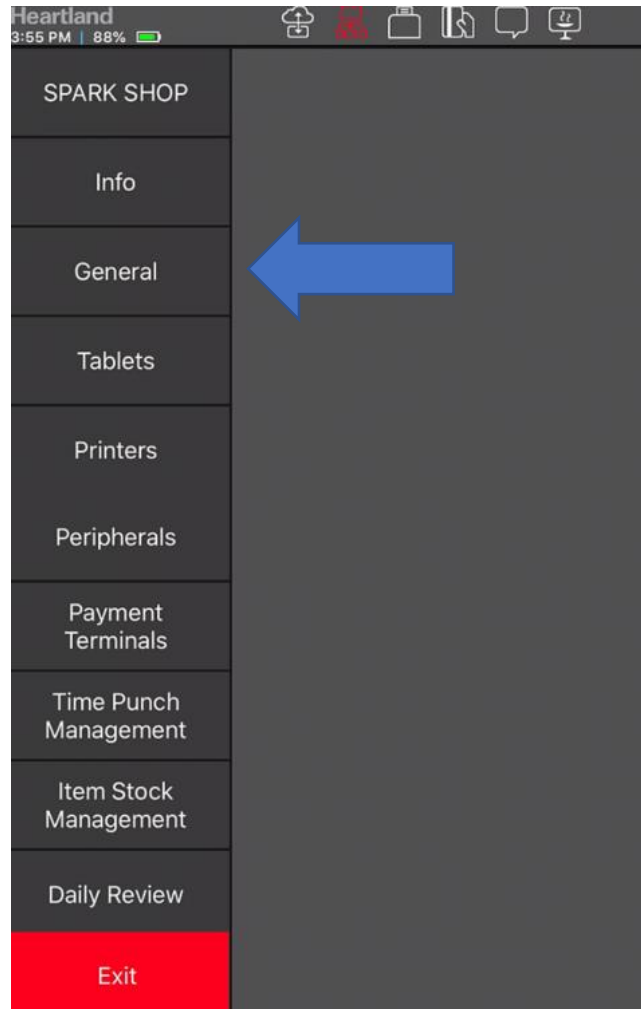 Heartland
3:55 PM | 88%
SPARK SHOP
Info
General
Tablets
Printers
Peripherals
Payment
Terminals
Time Punch
Management
Item Stock
Management
Daily Review
Exit